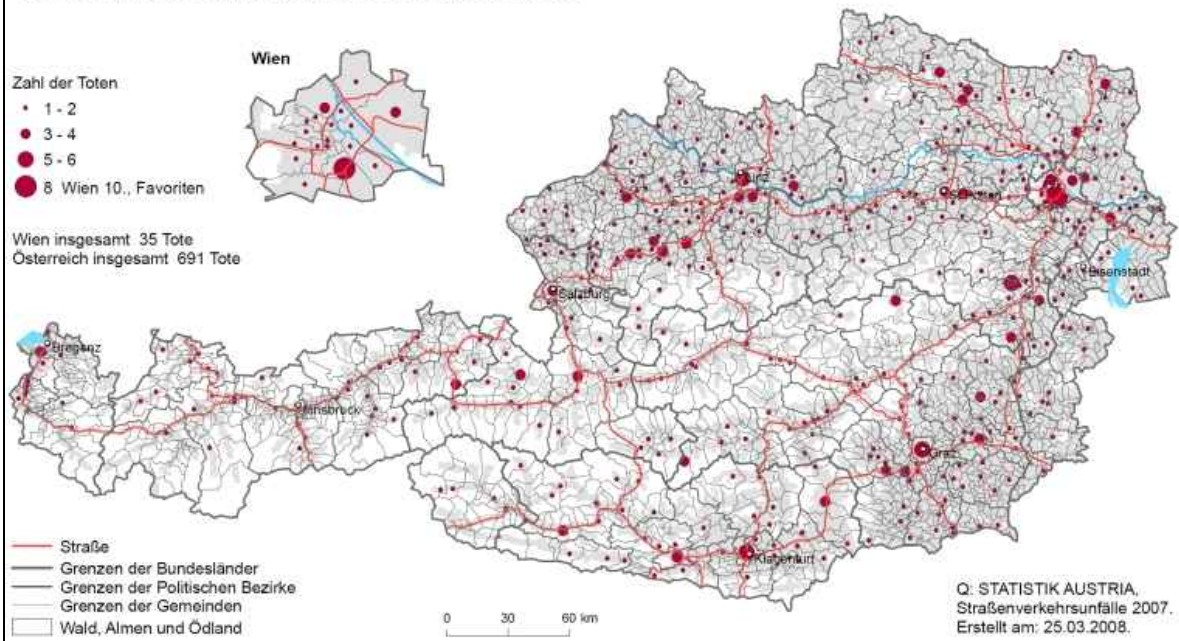 Wien
Zahl der Toten
1 - 2
3 - 4
5 - 6
8 Wien 10., Favoriten
Wien insgesamt 35 Tote
Österreich insgesamt 691 Tote
Linz
Salzburg
Eisenstadt
Bregenz
Innsbruck
Graz
Klagenfurt
Straße
Grenzen der Bundesländer
Grenzen der Politischen Bezirke
Grenzen der Gemeinden
Wald, Almen und Ödland
0 30 60 km
Q: STATISTIK AUSTRIA,
Straßenverkehrsunfälle 2007.
Erstellt am: 25.03.2008.